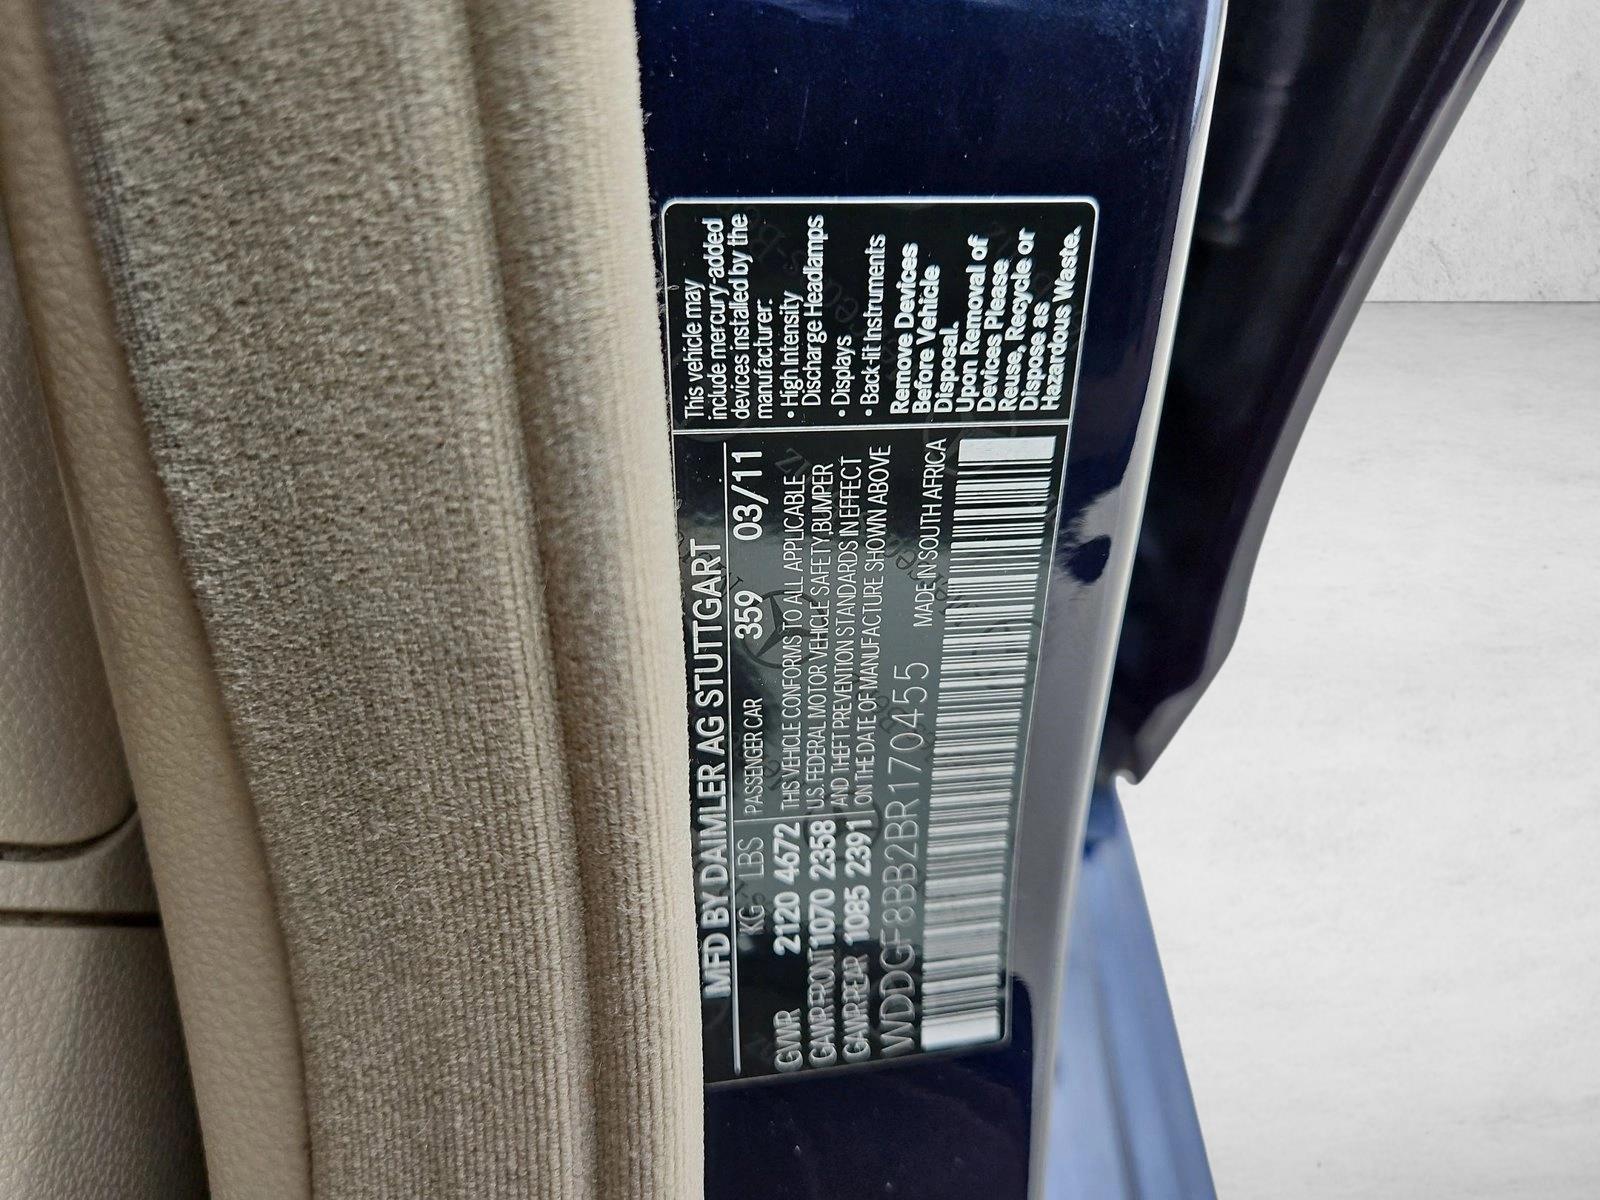 MFD BY DAIMLER AG STUTTGART
KG LBS PASSENGER CAR 359 03/11
GVWR 2120 4672 THIS VEHICLE CONFORMS TO ALL APPLICABLE
GAWR FRONT 1070 2358 U.S. FEDERAL MOTOR VEHICLE SAFETY, BUMPER
GAWR REAR 1085 2391 AND THEFT PREVENTION STANDARDS IN EFFECT
ON THE DATE OF MANUFACTURE SHOWN ABOVE
WDDGF8BB2BR170455 MADE IN SOUTH AFRICA
This vehicle may
include mercury-added
devices installed by the
manufacturer:
• High Intensity
Discharge Headlamps
• Displays
• Back-lit Instruments
Remove Devices
Before Vehicle
Disposal.
Upon Removal of
Devices Please
Reuse, Recycle or
Dispose as
Hazardous Waste.